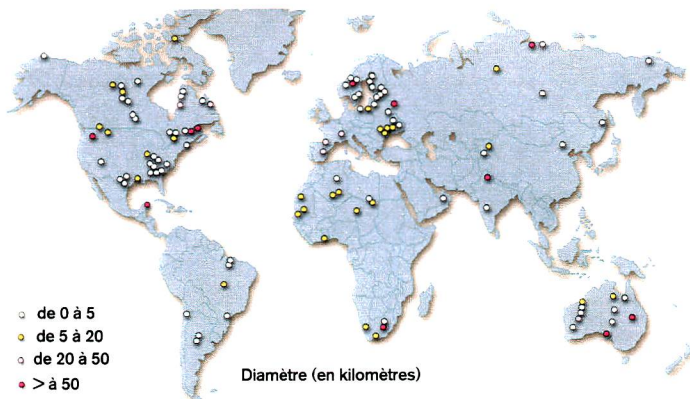 de 0 à 5
de 5 à 20
de 20 à 50
> à 50
Diamètre (en kilomètres)